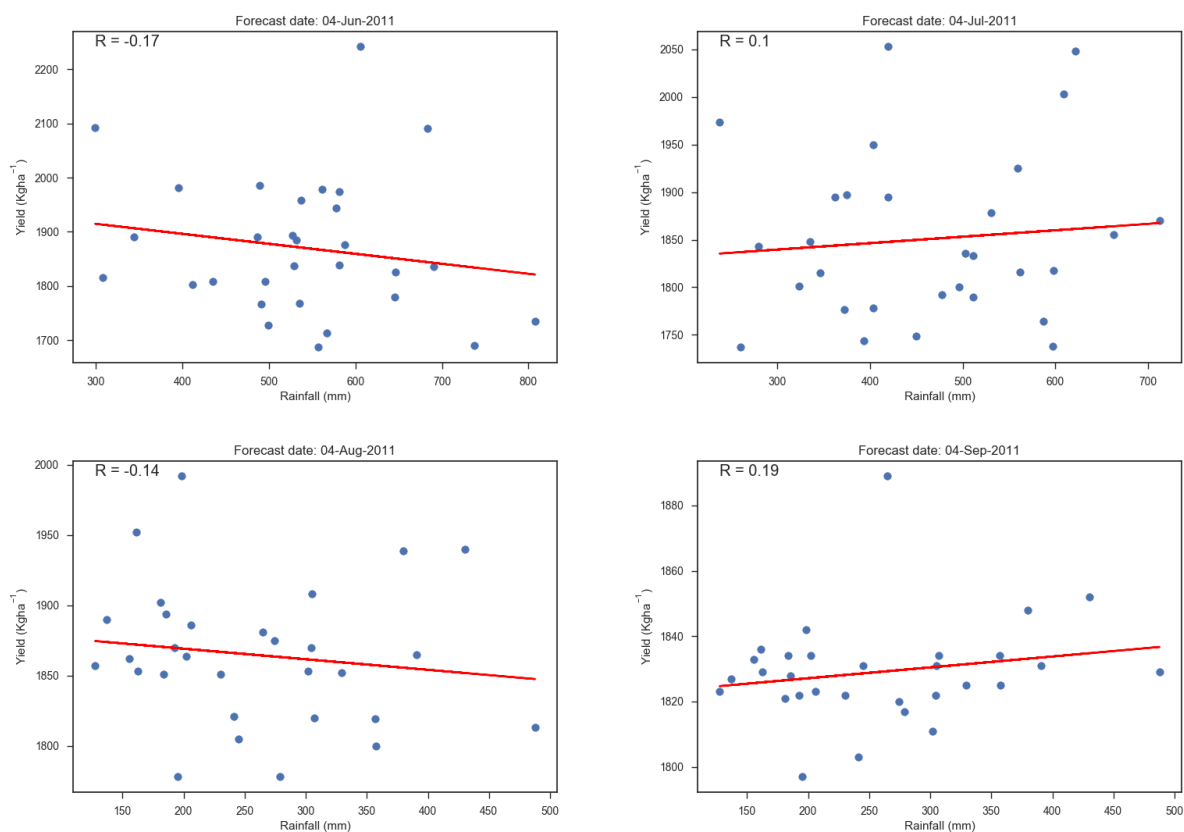 Forecast date: 04-Jun-2011
R = -0.17
Yield (Kgha⁻¹)
2200
2100
2000
1900
1800
1700
300 400 500 600 700 800
Rainfall (mm)
Forecast date: 04-Jul-2011
R = 0.1
Yield (Kgha⁻¹)
2050
2000
1950
1900
1850
1800
1750
300 400 500 600 700
Rainfall (mm)
Forecast date: 04-Aug-2011
R = -0.14
Yield (Kgha⁻¹)
2000
1950
1900
1850
1800
150 200 250 300 350 400 450 500
Rainfall (mm)
Forecast date: 04-Sep-2011
R = 0.19
Yield (Kgha⁻¹)
1880
1860
1840
1820
1800
150 200 250 300 350 400 450 500
Rainfall (mm)